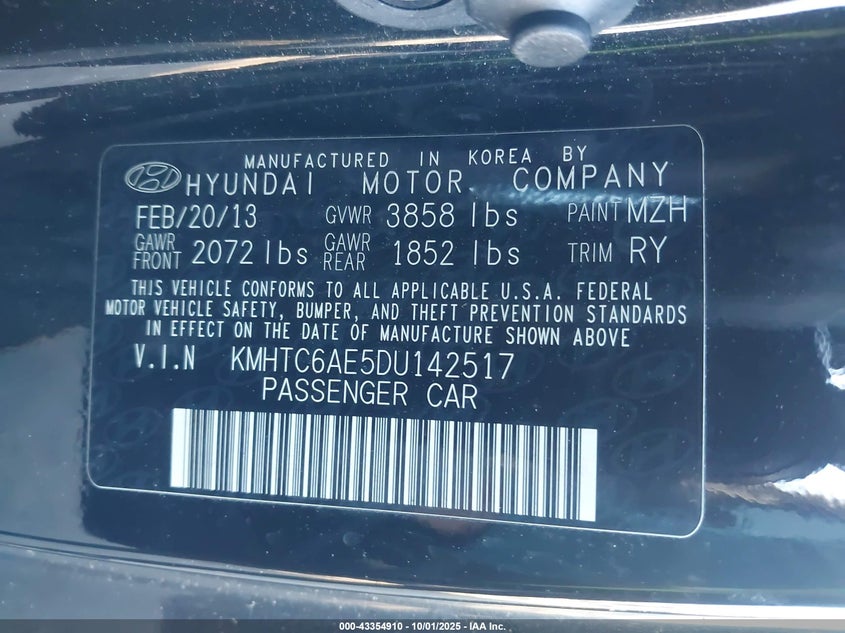 MANUFACTURED IN KOREA BY
HYUNDAI MOTOR COMPANY
FEB/20/13 GVWR 3858 lbs PAINT MZH
GAWR FRONT 2072 lbs GAWR REAR 1852 lbs TRIM RY
THIS VEHICLE CONFORMS TO ALL APPLICABLE U.S.A. FEDERAL
MOTOR VEHICLE SAFETY, BUMPER, AND THEFT PREVENTION STANDARDS
IN EFFECT ON THE DATE OF MANUFACTURE SHOWN ABOVE
V.I.N KMHTC6AE5DU142517
PASSENGER CAR
000-43354910 - 10/01/2025 - IAA Inc.